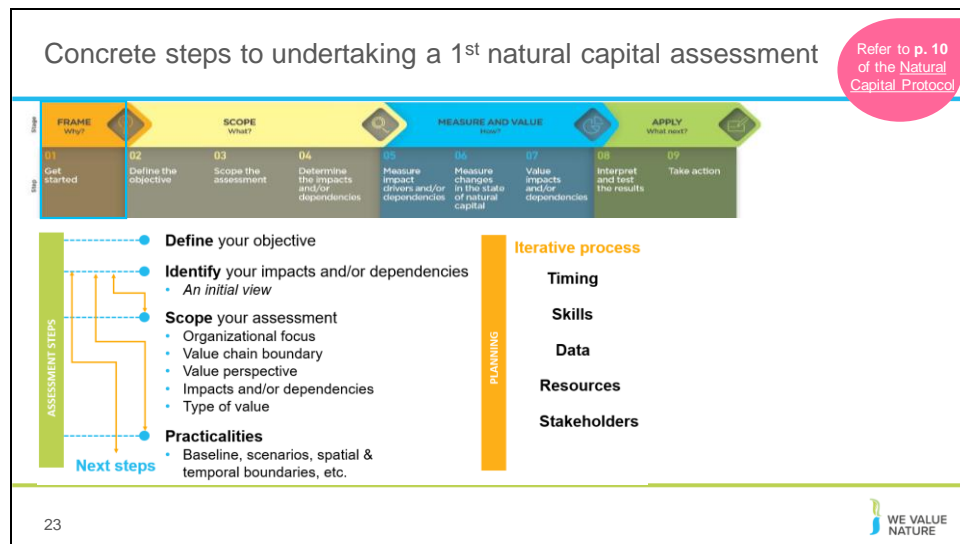 Concrete steps to undertaking a 1st natural capital assessment
Refer to p. 10
of the Natural
Capital Protocol
Stage
FRAME
Why?
SCOPE
What?
MEASURE AND VALUE
How?
APPLY
What next?
Step
01
Get
started
02
Define the
objective
03
Scope the
assessment
04
Determine
the impacts
and/or
dependencies
05
Measure
impact
drivers and/or
dependencies
06
Measure
changes
in the state
of natural
capital
07
Value
impacts
and/or
dependencies
08
Interpret
and test
the results
09
Take action
ASSESSMENT STEPS
Define your objective
Identify your impacts and/or dependencies
• An initial view
Scope your assessment
• Organizational focus
• Value chain boundary
• Value perspective
• Impacts and/or dependencies
• Type of value
Practicalities
• Baseline, scenarios, spatial &
temporal boundaries, etc.
Next steps
PLANNING
Iterative process
Timing
Skills
Data
Resources
Stakeholders
23
WE VALUE
NATURE